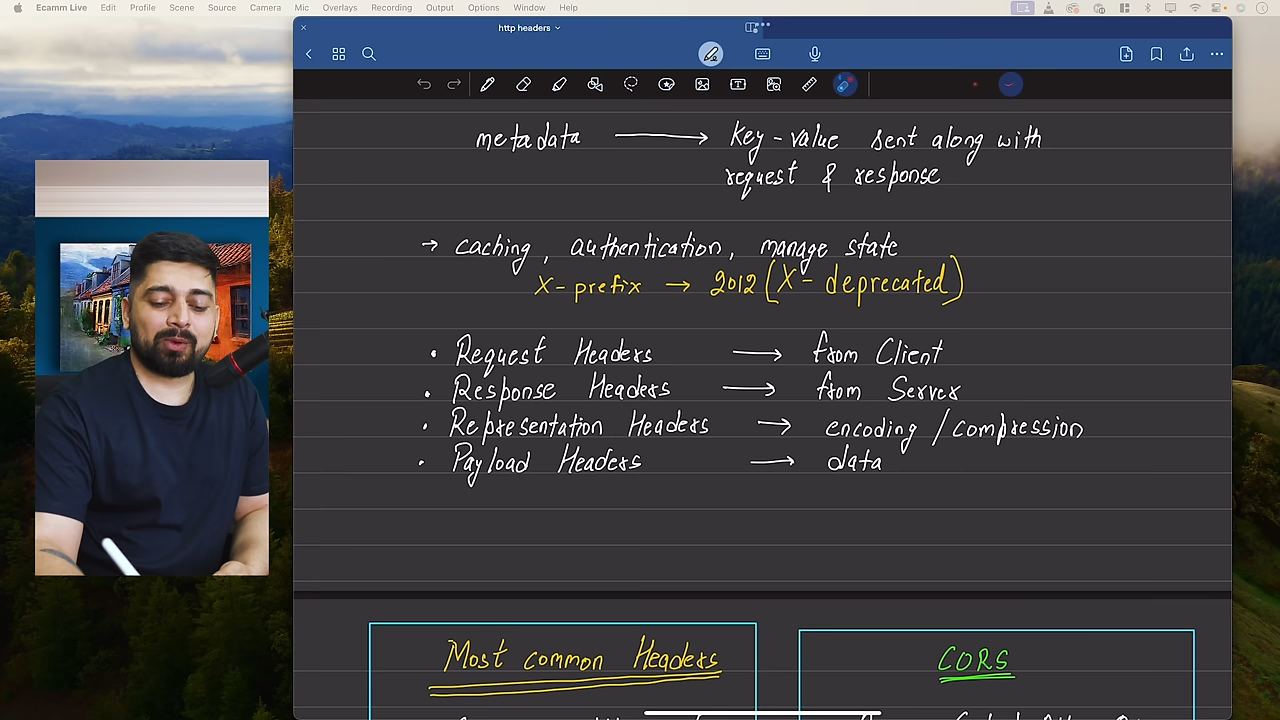 Ecamm Live Edit Profile Scene Source Camera Mic Overlays Recording Output Options Window Help
http headers
metadata → Key-value sent along with
request & response
→ caching, authentication, manage state
X-prefix → 2012 (X- deprecated)
• Request Headers → from Client
• Response Headers → from Server
• Representation Headers → encoding / compression
• Payload Headers → data
Most common Headers
CORS